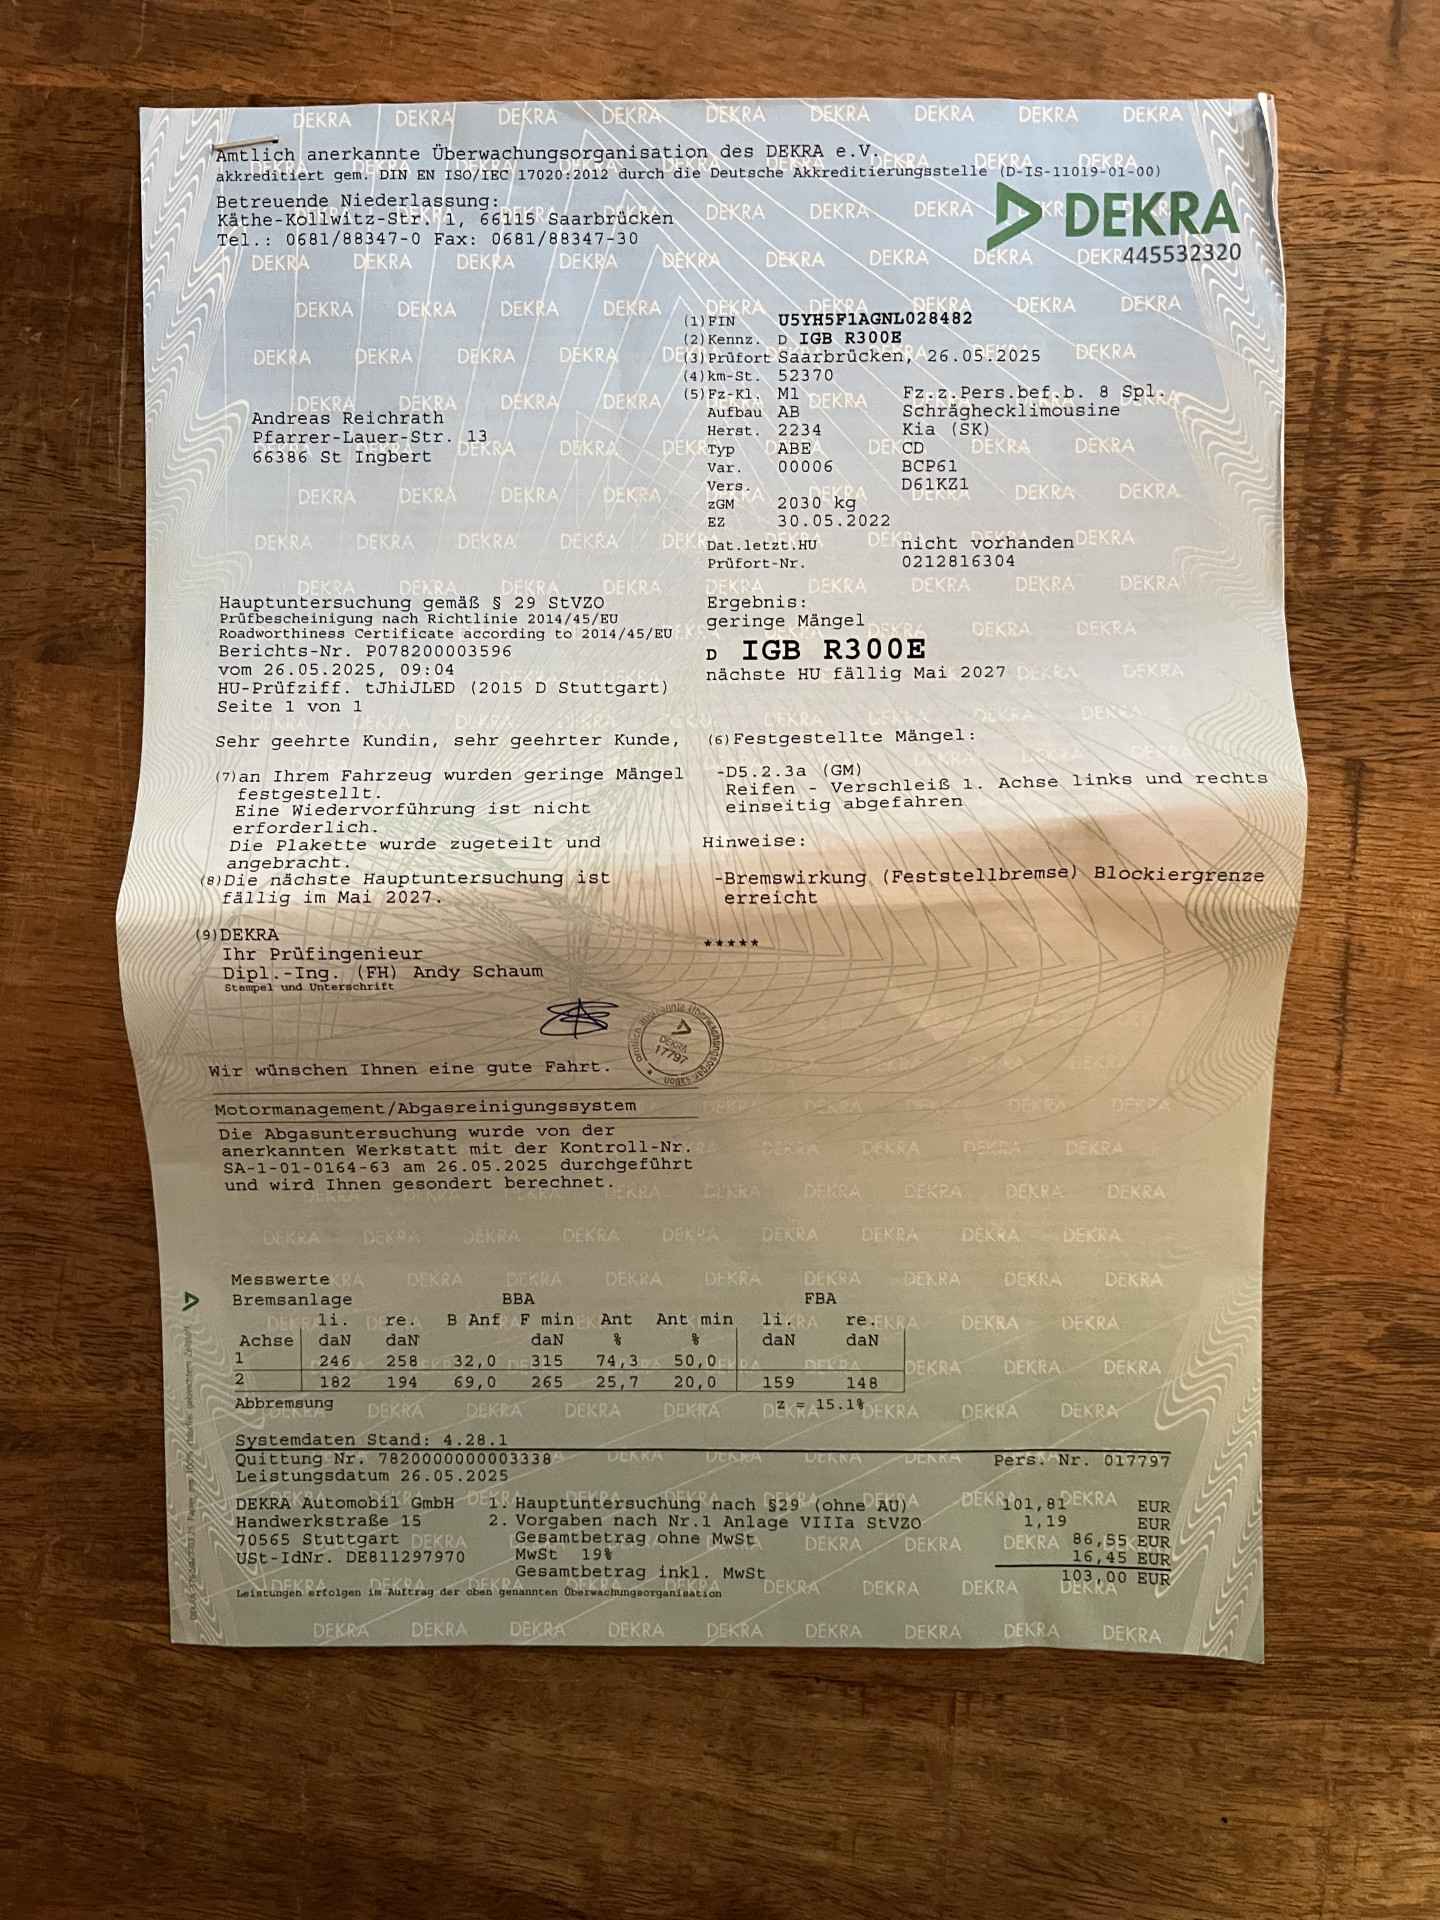 Amtlich anerkannte Überwachungsorganisation des DEKRA e.V.
akkreditiert gem. DIN EN ISO/IEC 17020:2012 durch die Deutsche Akkreditierungsstelle (D-IS-11019-01-00)
Betreuende Niederlassung:
Käthe-Kollwitz-Str. 1, 66115 Saarbrücken
Tel.: 0681/88347-0 Fax: 0681/88347-30
DEKRA
445532320
(1)FIN U5YH5F1AGNL028482
(2)Kennz. D IGB R300E
(3)Prüfort Saarbrücken, 26.05.2025
(4)km-St. 52370
(5)Fz-Kl. M1 Fz.z.Pers.bef.b. 8 Spl.
Aufbau AB Schräghecklimousine
Herst. 2234 Kia (SK)
Typ ABE CD
Var. 00006 BCP61
Vers. D61KZ1
zGM 2030 kg
EZ 30.05.2022
Dat.letzt.HU nicht vorhanden
Prüfort-Nr. 0212816304
Andreas Reichrath
Pfarrer-Lauer-Str. 13
66386 St Ingbert
Hauptuntersuchung gemäß § 29 StVZO
Prüfbescheinigung nach Richtlinie 2014/45/EU
Roadworthiness Certificate according to 2014/45/EU
Berichts-Nr. P078200003596
vom 26.05.2025, 09:04
HU-Prüfziff. tJhiJLED (2015 D Stuttgart)
Seite 1 von 1
Ergebnis:
geringe Mängel
D IGB R300E
nächste HU fällig Mai 2027
Sehr geehrte Kundin, sehr geehrter Kunde,
(7)an Ihrem Fahrzeug wurden geringe Mängel
festgestellt.
Eine Wiedervorführung ist nicht
erforderlich.
Die Plakette wurde zugeteilt und
angebracht.
(8)Die nächste Hauptuntersuchung ist
fällig im Mai 2027.
(9)DEKRA
Ihr Prüfingenieur
Dipl.-Ing. (FH) Andy Schaum
Stempel und Unterschrift
(6)Festgestellte Mängel:
-D5.2.3a (GM)
Reifen - Verschleiß 1. Achse links und rechts
einseitig abgefahren
Hinweise:
-Bremswirkung (Feststellbremse) Blockiergrenze
erreicht
*****
DEKRA
17797
Wir wünschen Ihnen eine gute Fahrt.
Motormanagement/Abgasreinigungssystem
Die Abgasuntersuchung wurde von der
anerkannten Werkstatt mit der Kontroll-Nr.
SA-1-01-0164-63 am 26.05.2025 durchgeführt
und wird Ihnen gesondert berechnet.
Messwerte
Bremsanlage BBA FBA
li. re. B Anf F min Ant Ant min li. re.
Achse daN daN daN % % daN daN
1 246 258 32,0 315 74,3 50,0
2 182 194 69,0 265 25,7 20,0 159 148
Abbremsung z = 15.1%
Systemdaten Stand: 4.28.1
Quittung Nr. 7820000000003338 Pers. Nr. 017797
Leistungsdatum 26.05.2025
DEKRA Automobil GmbH 1. Hauptuntersuchung nach §29 (ohne AU) 101,81 EUR
Handwerkstraße 15 2. Vorgaben nach Nr.1 Anlage VIIIa StVZO 1,19 EUR
70565 Stuttgart Gesamtbetrag ohne MwSt 86,55 EUR
USt-IdNr. DE811297970 MwSt 19% 16,45 EUR
Gesamtbetrag inkl. MwSt 103,00 EUR
Leistungen erfolgen im Auftrag der oben genannten Überwachungsorganisation